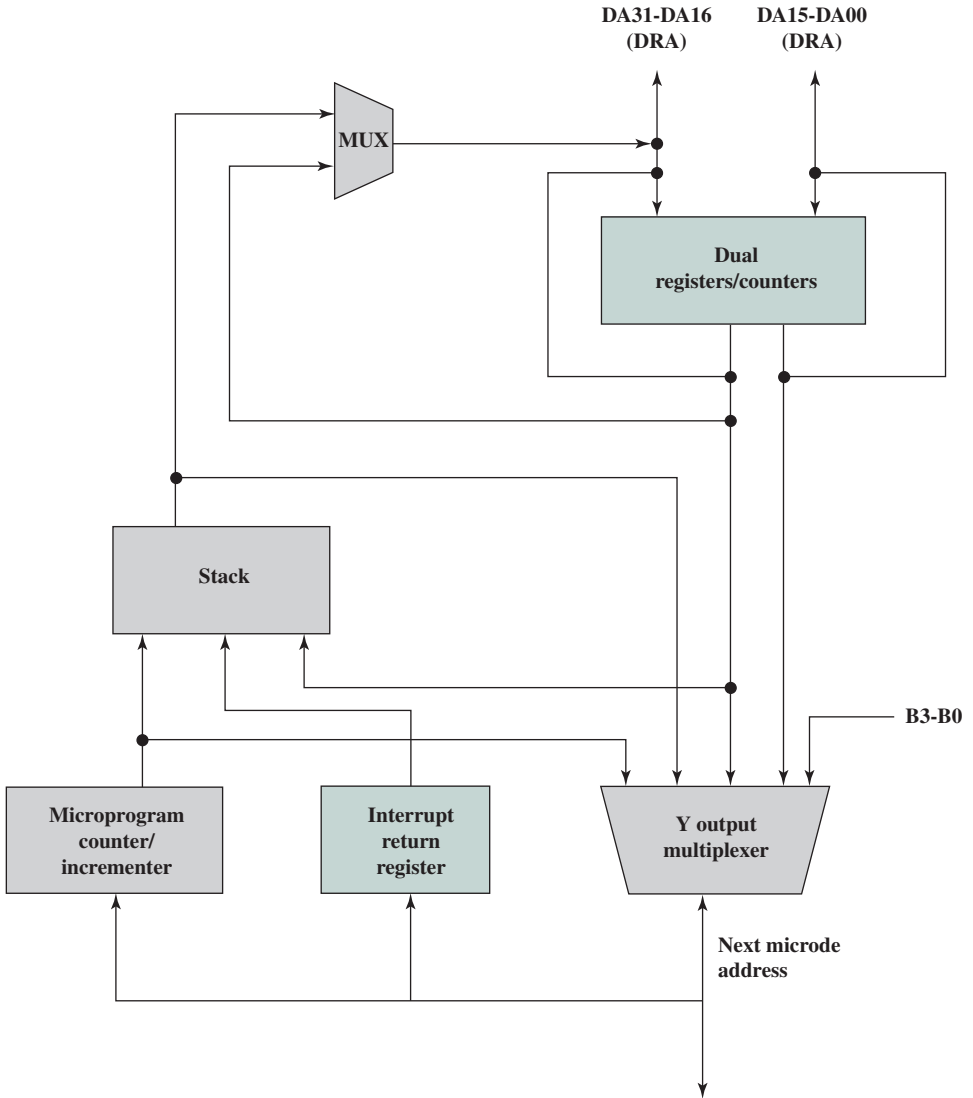 DA31-DA16
(DRA)
DA15-DA00
(DRA)
MUX
Dual
registers/counters
Stack
B3-B0
Microprogram
counter/
incrementer
Interrupt
return
register
Y output
multiplexer
Next microde
address